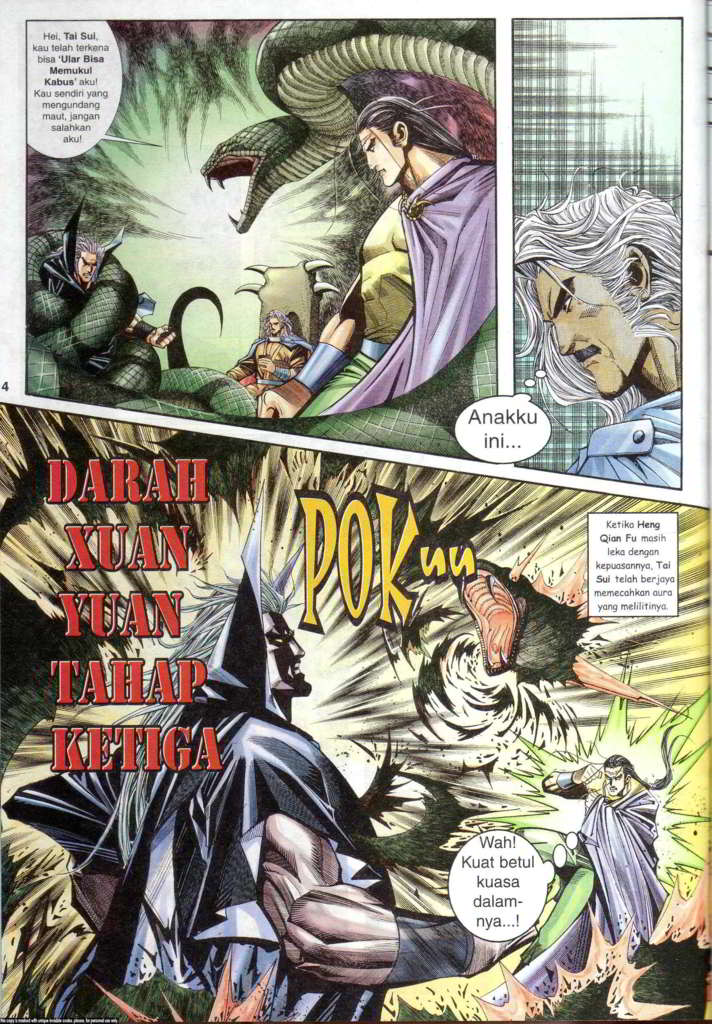 Hei, Tai Sui,
kau telah terkena
bisa 'Ular Bisa
Memukul
Kabus' aku!
Kau sendiri yang
mengundang
maut, jangan
salahkan
aku!
Anakku
ini...
4
DARAH
XUAN
YUAN
TAHAP
KETIGA
POKuu
Ketika Heng
Qian Fu masih
leka dengan
kepuasannya, Tai
Sui telah berjaya
memecahkan aura
yang melilitinya.
Wah!
Kuat betul
kuasa
dalam-
nya...!